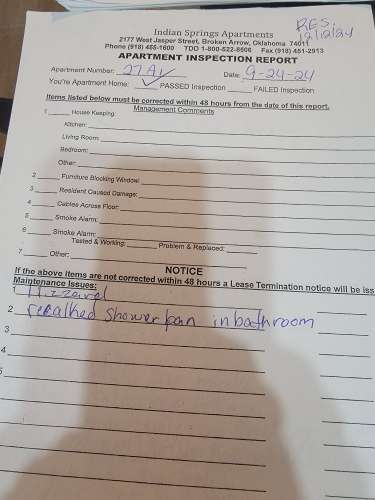 Indian Springs Apartments
RES.
12/12/24
2177 West Jasper Street, Broken Arrow, Oklahoma 74011
Phone (918) 455-1600 TDD 1-800-522-8506 Fax (918) 451-2913
APARTMENT INSPECTION REPORT
Apartment Number: 27 Date: 9-24-24
You're Apartment Home: ✓ PASSED Inspection FAILED Inspection
Items listed below must be corrected within 48 hours from the date of this report.
Management Comments
1 House Keeping:
Kitchen:
Living Room:
Bedroom:
Other:
2 Furniture Blocking Window:
3 Resident Caused Damage:
4 Cables Across Floor:
5 Smoke Alarm:
6 Smoke Alarm:
Tested & Working: Problem & Replaced:
7 Other:
NOTICE
If the above items are not corrected within 48 hours a Lease Termination notice will be iss
Maintenance Issues:
1
2 recalhed shower pan in bathroom
3
4
5